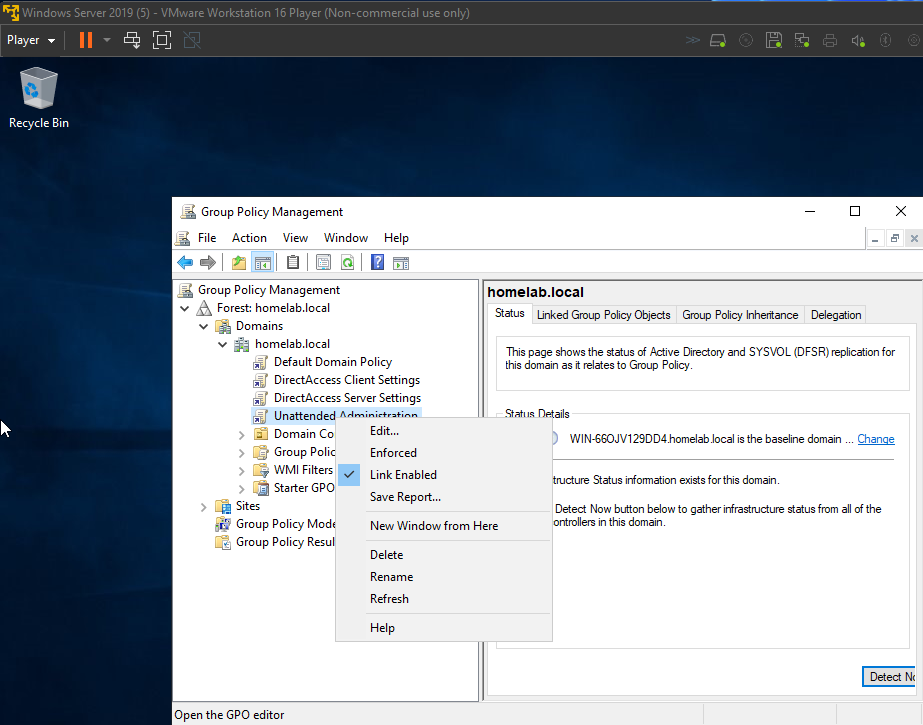 Windows Server 2019 (5) - VMware Workstation 16 Player (Non-commercial use only)
Player
Recycle Bin
Group Policy Management
File Action View Window Help
Group Policy Management
Forest: homelab.local
Domains
homelab.local
Default Domain Policy
DirectAccess Client Settings
DirectAccess Server Settings
Unattended Administration
Domain Co
Group Polic
WMI Filters
Starter GPO
Sites
Group Policy Mode
Group Policy Resul
Edit...
Enforced
Link Enabled
Save Report...
New Window from Here
Delete
Rename
Refresh
Help
homelab.local
Status Linked Group Policy Objects Group Policy Inheritance Delegation
This page shows the status of Active Directory and SYSVOL (DFSR) replication for
this domain as it relates to Group Policy.
Status Details
WIN-66OJV129DD4.homelab.local is the baseline domain ... Change
tructure Status information exists for this domain.
Detect Now button below to gather infrastructure status from all of the
ontrollers in this domain.
Detect No
Open the GPO editor